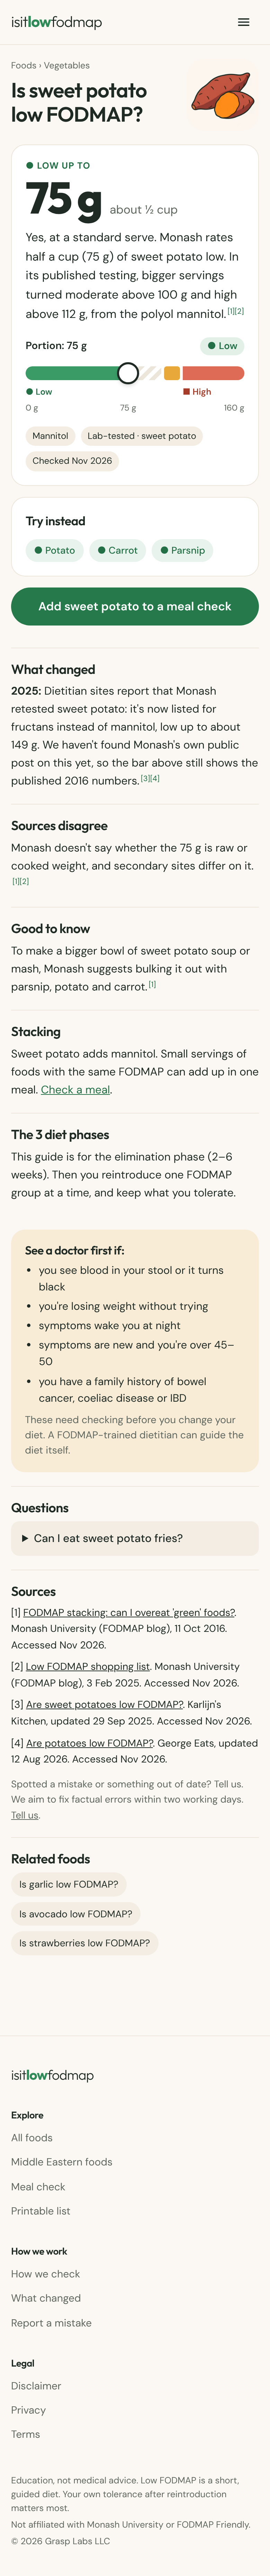 isitlowfodmap
Foods › Vegetables
Is sweet potato
low FODMAP?
LOW UP TO
75 g about ½ cup
Yes, at a standard serve. Monash rates
half a cup (75 g) of sweet potato low. In
its published testing, bigger servings
turned moderate above 100 g and high
above 112 g, from the polyol mannitol.[1][2]
Portion: 75 g
Low
Low
High
0 g 75 g 160 g
Mannitol
Lab-tested · sweet potato
Checked Nov 2026
Try instead
Potato
Carrot
Parsnip
Add sweet potato to a meal check
What changed
2025: Dietitian sites report that Monash
retested sweet potato: it's now listed for
fructans instead of mannitol, low up to about
149 g. We haven't found Monash's own public
post on this yet, so the bar above still shows the
published 2016 numbers.[3][4]
Sources disagree
Monash doesn't say whether the 75 g is raw or
cooked weight, and secondary sites differ on it.
[1][2]
Good to know
To make a bigger bowl of sweet potato soup or
mash, Monash suggests bulking it out with
parsnip, potato and carrot.[1]
Stacking
Sweet potato adds mannitol. Small servings of
foods with the same FODMAP can add up in one
meal. Check a meal.
The 3 diet phases
This guide is for the elimination phase (2–6
weeks). Then you reintroduce one FODMAP
group at a time, and keep what you tolerate.
See a doctor first if:
• you see blood in your stool or it turns
black
• you're losing weight without trying
• symptoms wake you up at night
• symptoms are new and you're over 45–
50
• you have a family history of bowel
cancer, coeliac disease or IBD
These need checking before you change your
diet. A FODMAP-trained dietitian can guide the
diet itself.
Questions
Can I eat sweet potato fries?
Sources
[1] FODMAP stacking: can I overeat 'green' foods?.
Monash University (FODMAP blog), 11 Oct 2016.
Accessed Nov 2026.
[2] Low FODMAP shopping list. Monash University
(FODMAP blog), 3 Feb 2025. Accessed Nov 2026.
[3] Are sweet potatoes low FODMAP?. Karlijn's
Kitchen, updated 29 Sep 2025. Accessed Nov 2026.
[4] Are potatoes low FODMAP?. George Eats, updated
12 Aug 2026. Accessed Nov 2026.
Spotted a mistake or something out of date? Tell us.
We aim to fix factual errors within two working days.
Tell us.
Related foods
Is garlic low FODMAP?
Is avocado low FODMAP?
Is strawberries low FODMAP?
isitlowfodmap
Explore
All foods
Middle Eastern foods
Meal check
Printable list
How we work
How we check
What changed
Report a mistake
Legal
Disclaimer
Privacy
Terms
Education, not medical advice. Low FODMAP is a short,
guided diet. Your own tolerance after reintroduction
matters most.
Not affiliated with Monash University or FODMAP Friendly.
© 2026 Grasp Labs LLC